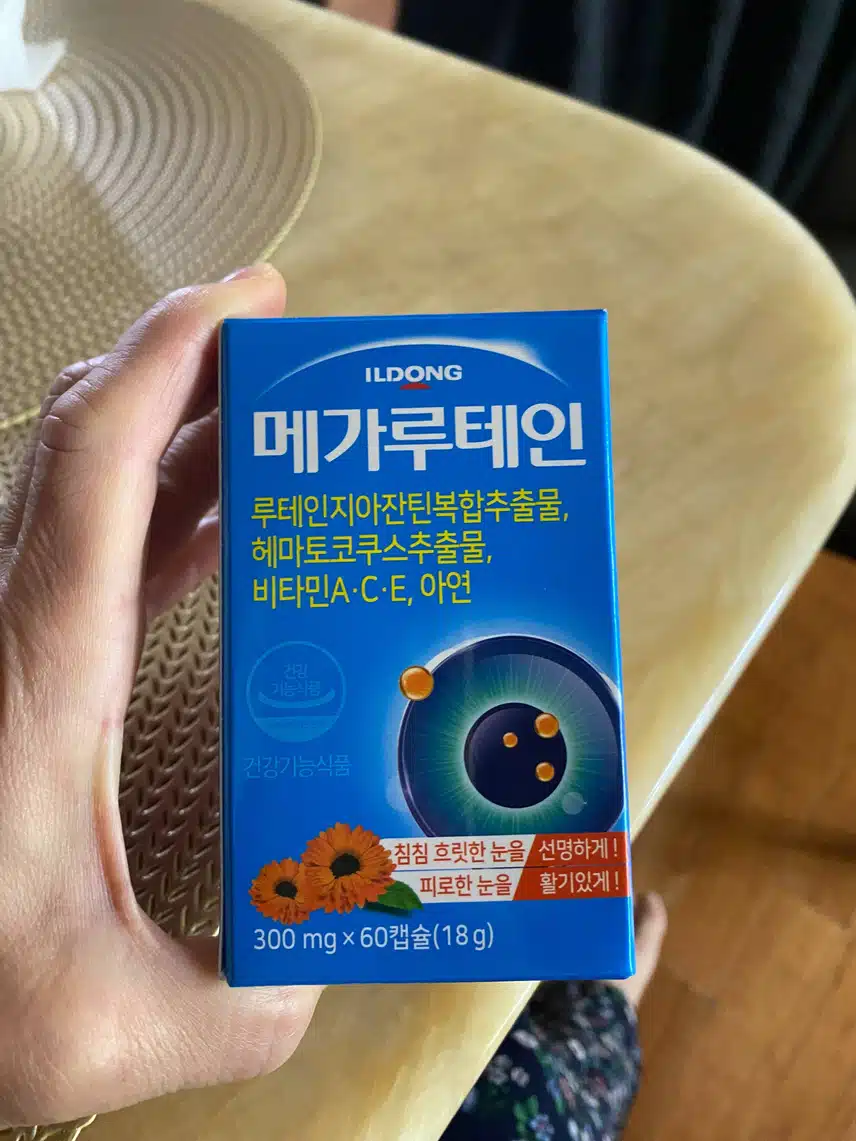 ILDONG
메가루테인
루테인지아잔틴복합추출물,
헤마토코쿠스추출물,
비타민A·C·E, 아연
건강
기능식품
건강기능식품
침침 흐릿한 눈을 선명하게!
피로한 눈을 활기있게!
300 mg × 60캡슐(18 g)